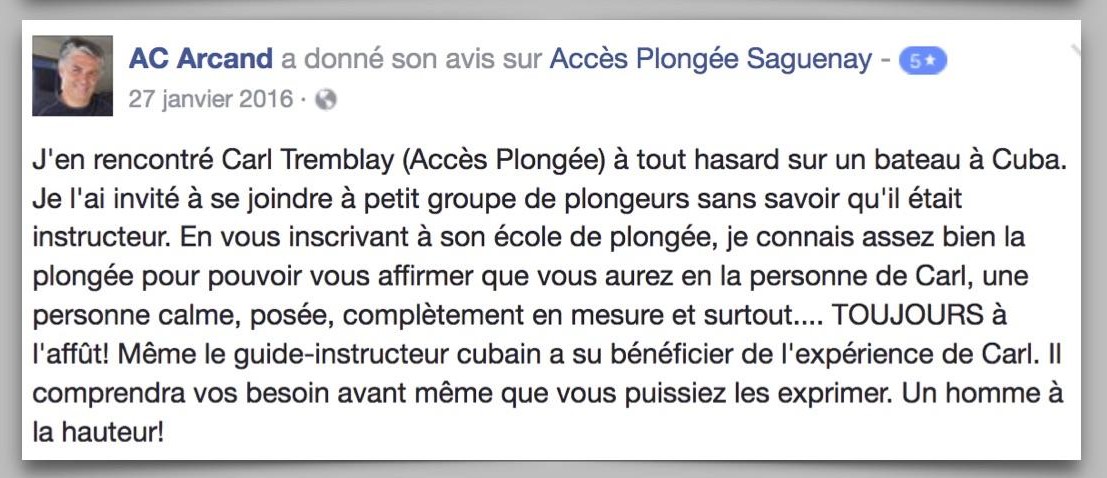 AC Arcand a donné son avis sur Accès Plongée Saguenay - 5★
27 janvier 2016 ·
J'en rencontré Carl Tremblay (Accès Plongée) à tout hasard sur un bateau à Cuba.
Je l'ai invité à se joindre à petit groupe de plongeurs sans savoir qu'il était
instructeur. En vous inscrivant à son école de plongée, je connais assez bien la
plongée pour pouvoir vous affirmer que vous aurez en la personne de Carl, une
personne calme, posée, complètement en mesure et surtout.... TOUJOURS à
l'affût! Même le guide-instructeur cubain a su bénéficier de l'expérience de Carl. Il
comprendra vos besoin avant même que vous puissiez les exprimer. Un homme à
la hauteur!